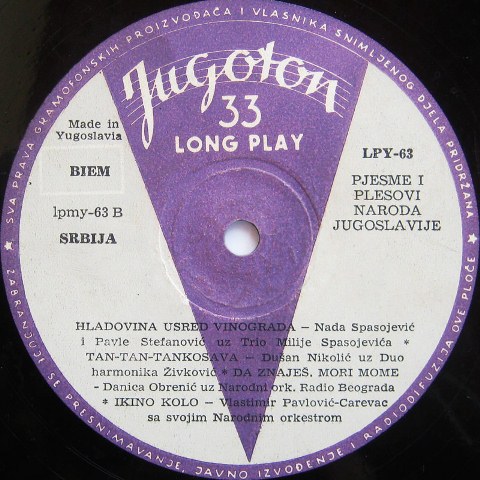 ★ SVA PRAVA GRAMOFONSKIH PROIZVOĐAČA I VLASNIKA SNIMLJENOG DJELA PRIDRŽANA ★
Jugoton
33
LONG PLAY
Made in
Yugoslavia
BIEM
lpmy-63 B
SRBIJA
LPY-63
PJESME I
PLESOVI
NARODA
JUGOSLAVIJE
HLADOVINA USRED VINOGRADA – Nada Spasojević
i Pavle Stefanović uz Trio Milije Spasojevića *
TAN-TAN-TANKOSAVA – Dušan Nikolić uz Duo
harmonika Živković * DA ZNAJEŠ, MORI MOME
- Danica Obrenić uz Narodni ork. Radio Beograda
* IKINO KOLO – Vlastimir Pavlović-Carevac
sa svojim Narodnim orkestrom
ZABRANJUJE SE PRESNIMAVANJE, JAVNO IZVOĐENJE I RADIODIFUZIJA OVE PLOČE